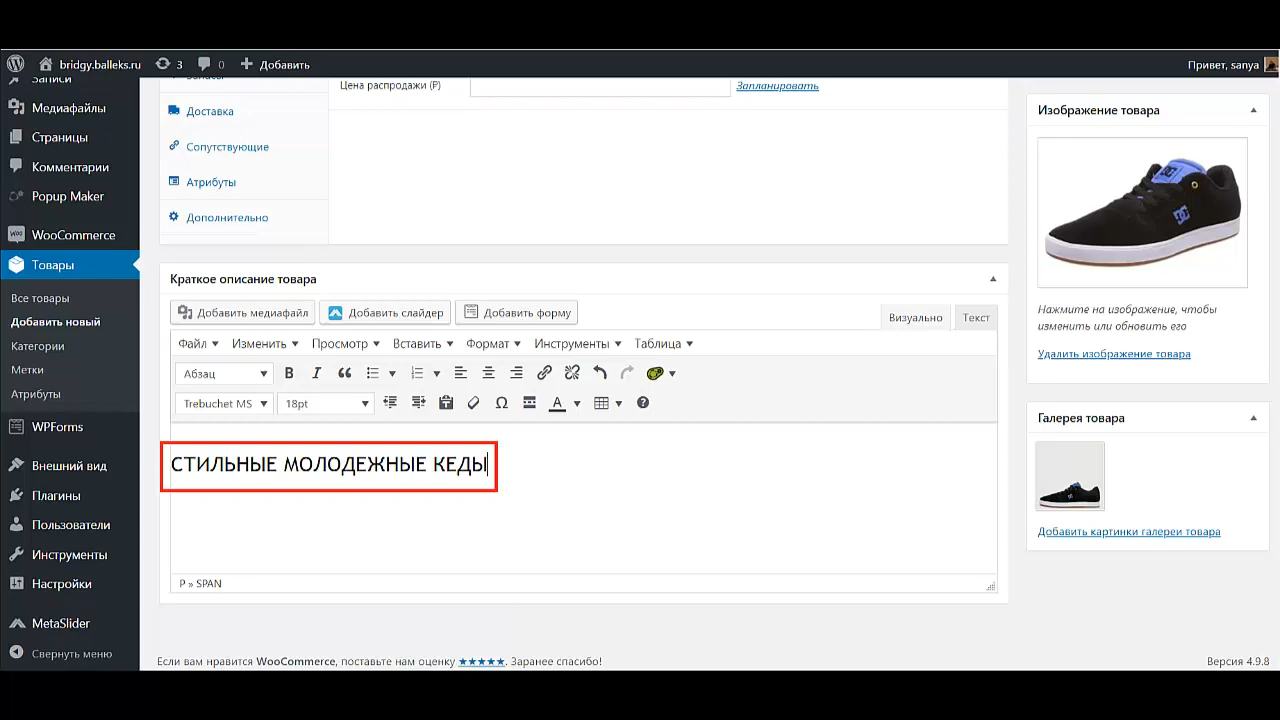 bridgy.balleks.ru 3 0 Добавить Привет, sanya
Записи
Медиафайлы
Страницы
Комментарии
Popup Maker
WooCommerce
Товары
Все товары
Добавить новый
Категории
Метки
Атрибуты
WPForms
Внешний вид
Плагины
Пользователи
Инструменты
Настройки
MetaSlider
Свернуть меню
Запасы
Доставка
Сопутствующие
Атрибуты
Дополнительно
Цена распродажи (₽) Запланировать
Краткое описание товара
Добавить медиафайл Добавить слайдер Добавить форму
Визуально Текст
Файл Изменить Просмотр Вставить Формат Инструменты Таблица
Абзац B I
Trebuchet MS 18pt A
СТИЛЬНЫЕ МОЛОДЕЖНЫЕ КЕДЫ
P » SPAN
Изображение товара
Нажмите на изображение, чтобы
изменить или обновить его
Удалить изображение товара
Галерея товара
Добавить картинки галереи товара
Если вам нравится WooCommerce, поставьте нам оценку ★★★★★. Заранее спасибо!
Версия 4.9.8